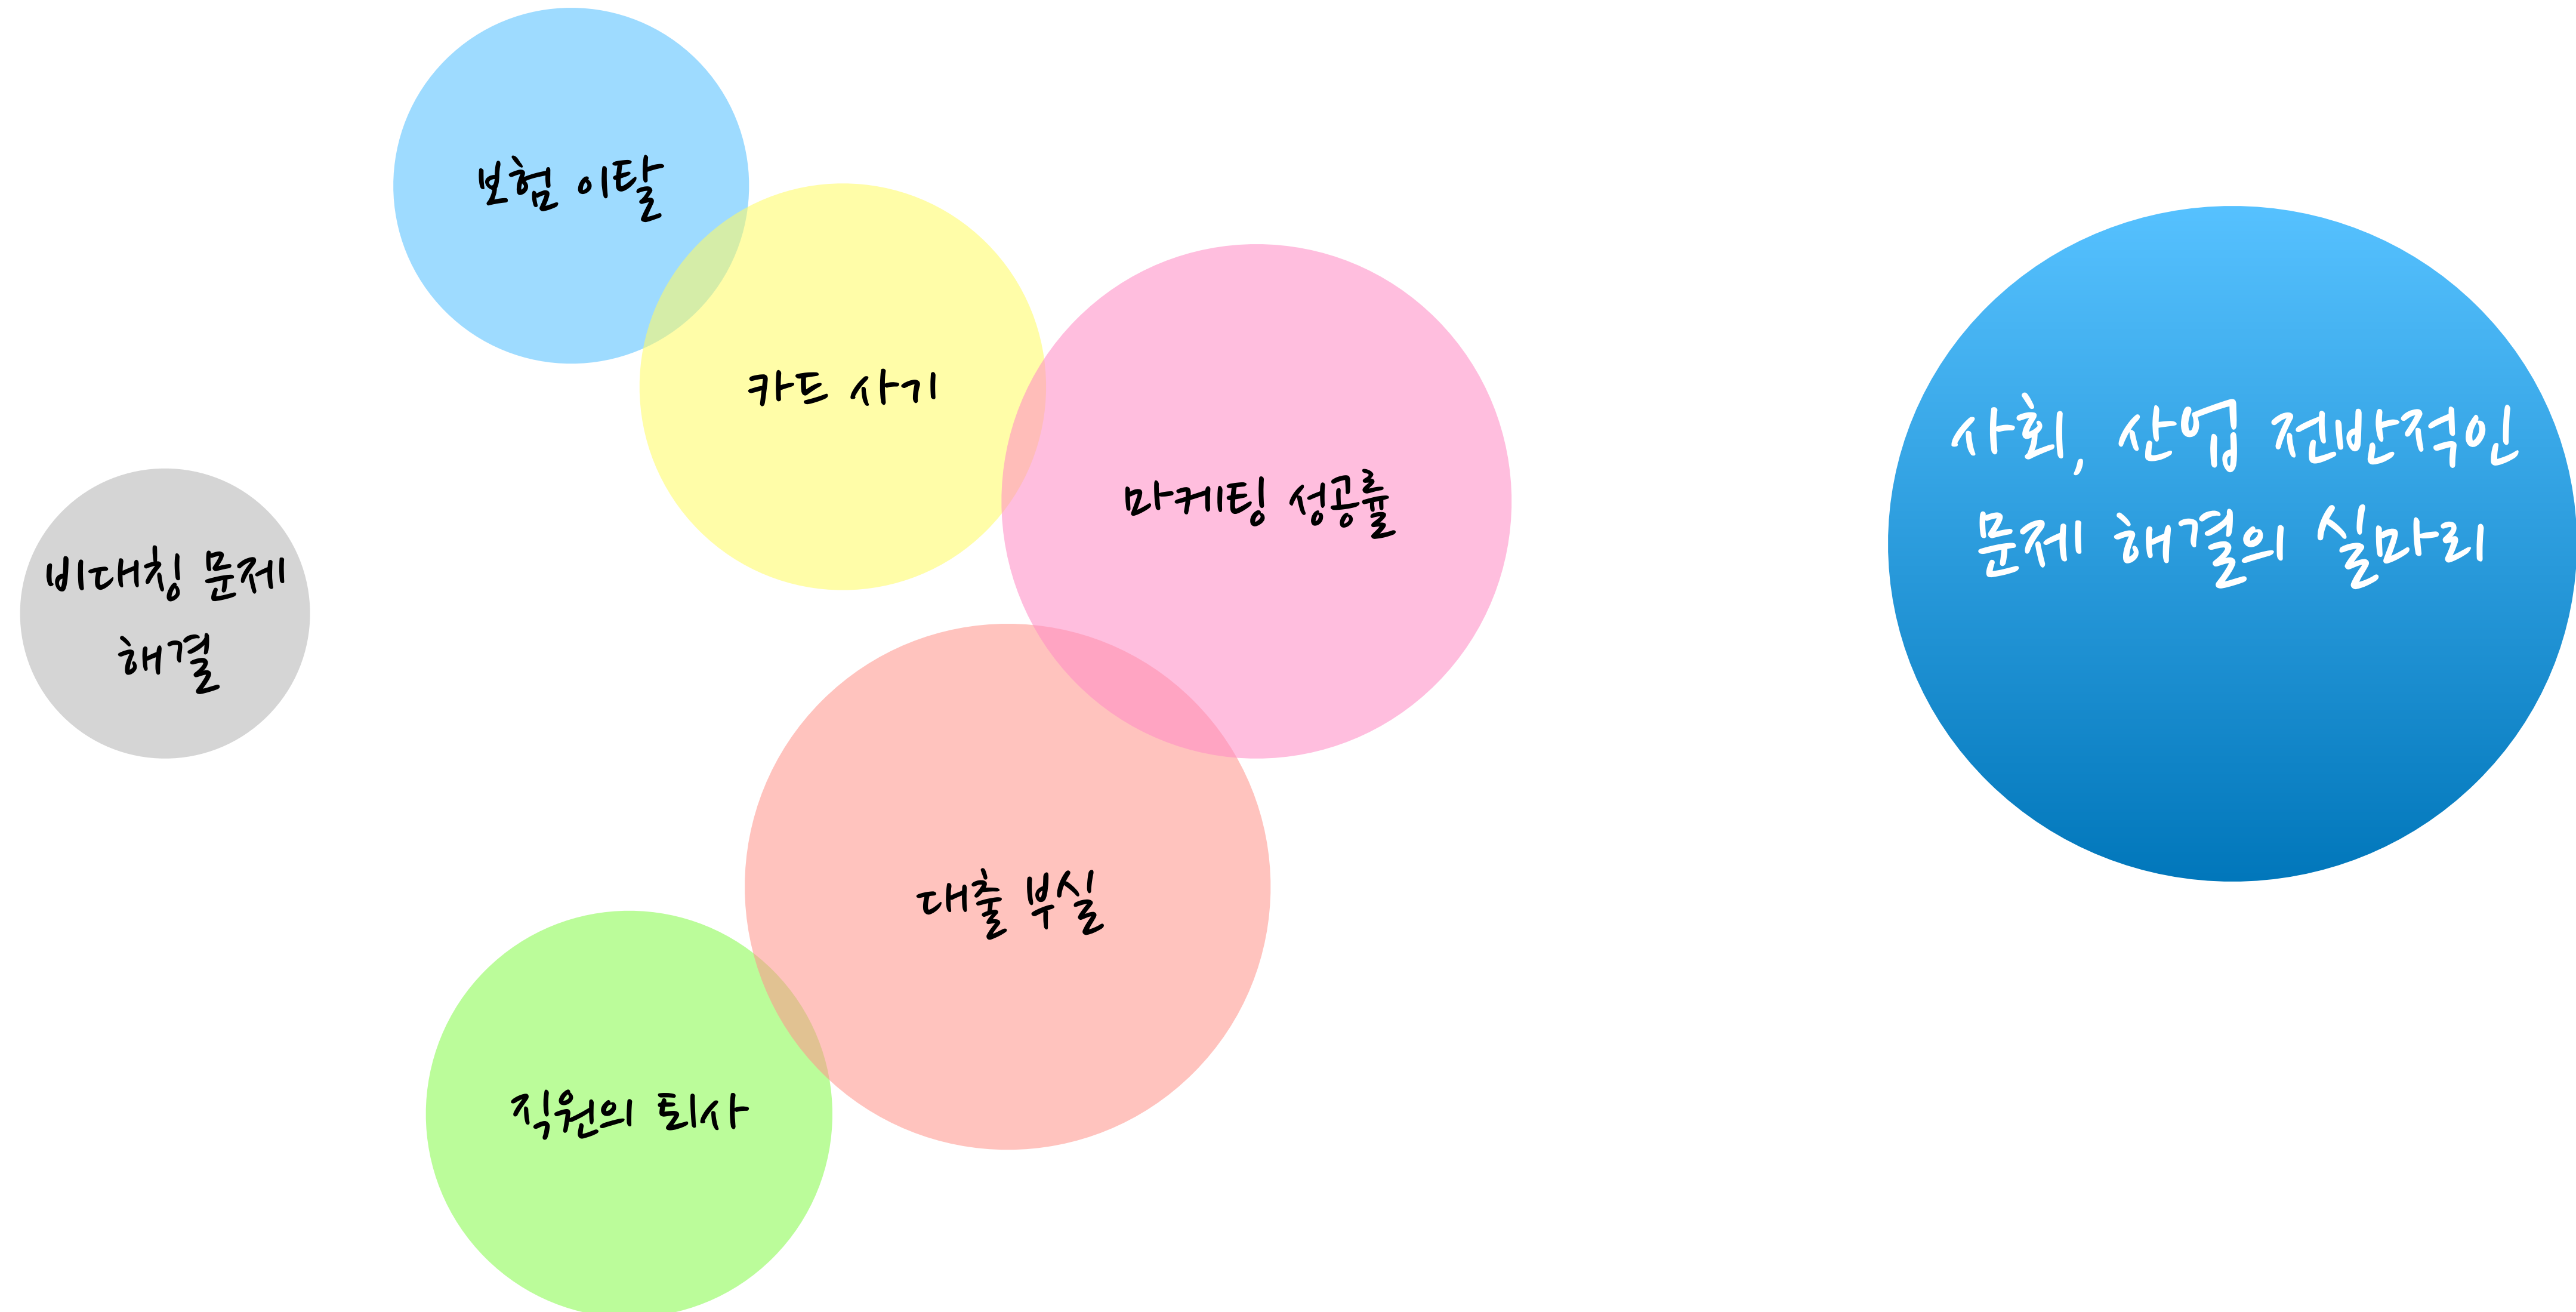 보험 이탈
카드 사기
마케팅 성공률
비대칭 문제
해결
대출 부실
직원의 퇴사
사회, 산업 전반적인
문제 해결의 실마리